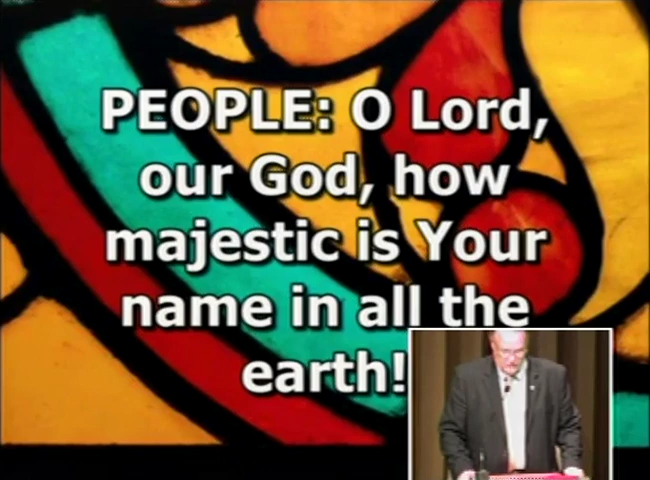 PEOPLE: O Lord,
our God, how
majestic is Your
name in all the
earth!